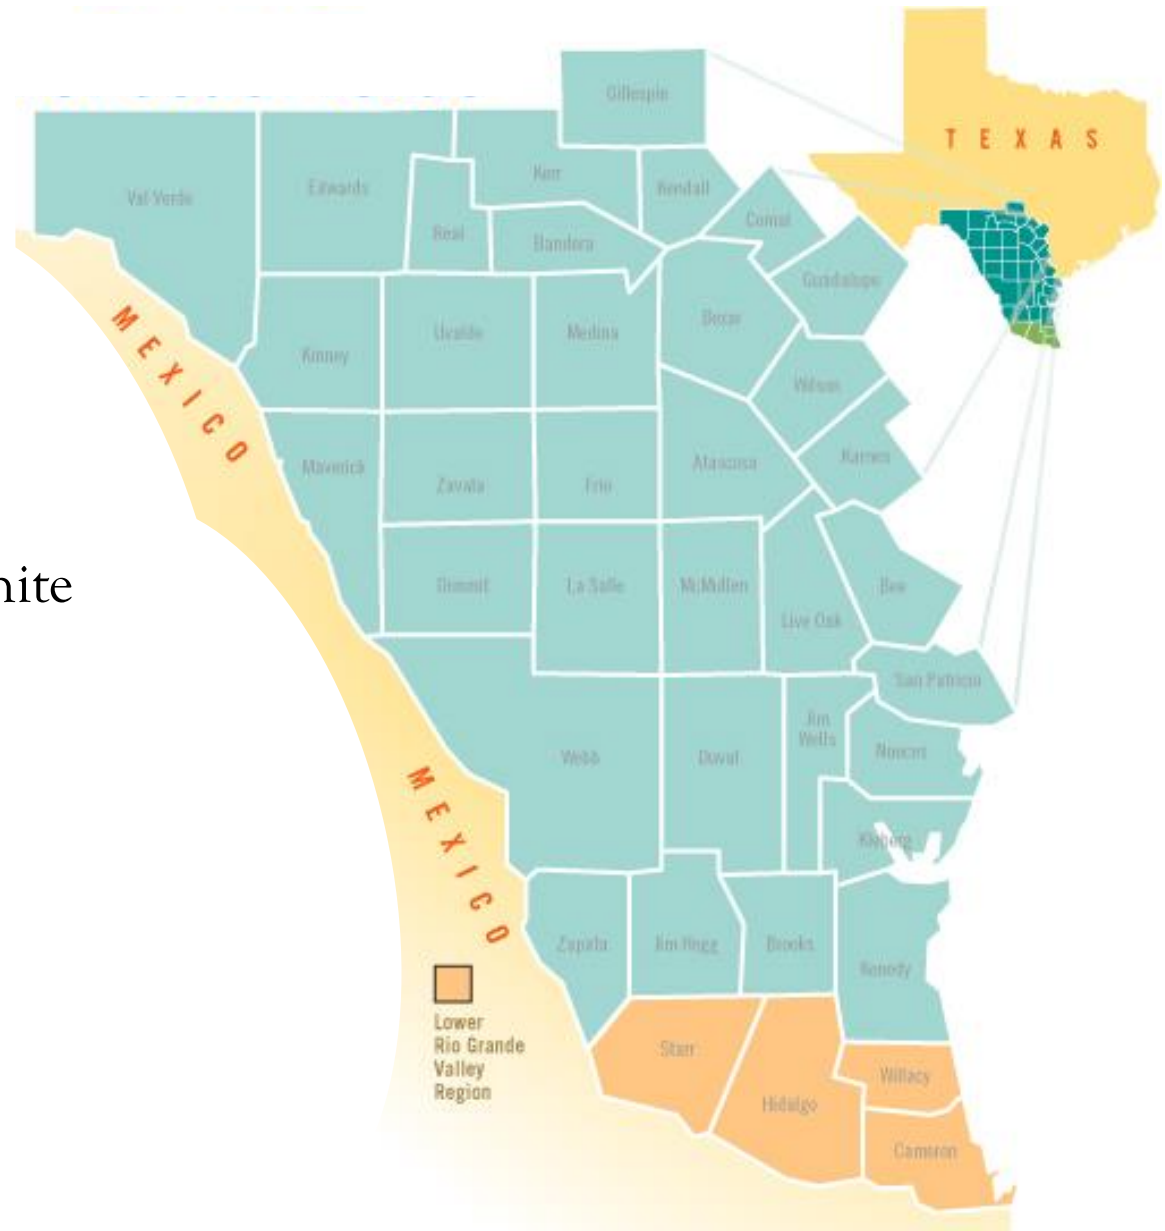 Gillespie
TEXAS
Val Verde
Edwards
Kerr
Kendall
Real
Bandera
Comal
Guadalupe
MEXICO
Kinney
Uvalde
Medina
Bexar
Wilson
Maverick
Zavala
Frio
Atascosa
Karnes
nite
Dimmit
La Salle
McMullen
Live Oak
Bee
San Patricio
Webb
Duval
Jim
Wells
Nueces
MEXICO
Kleberg
Zapata
Jim Hogg
Brooks
Kenedy
Lower
Rio Grande
Valley
Region
Starr
Hidalgo
Willacy
Cameron